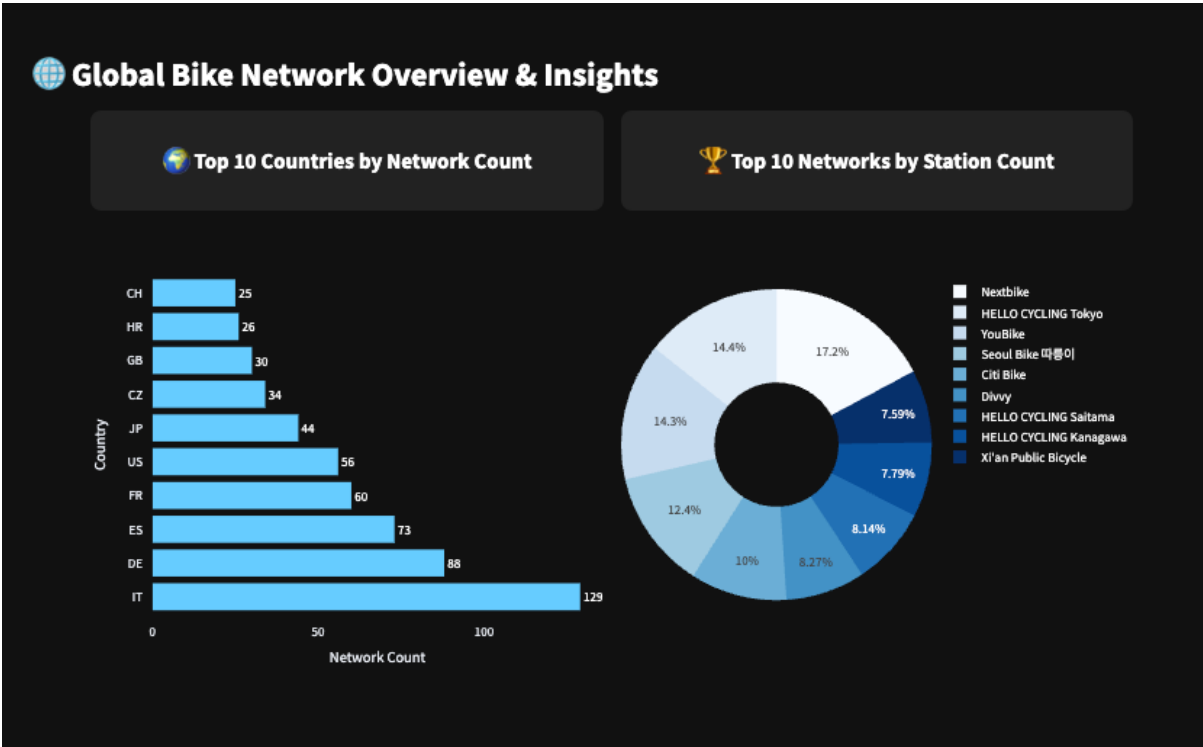 Global Bike Network Overview & Insights
Top 10 Countries by Network Count
Top 10 Networks by Station Count
Country
CH 25
HR 26
GB 30
CZ 34
JP 44
US 56
FR 60
ES 73
DE 88
IT 129
0 50 100
Network Count
17.2%
7.59%
7.79%
8.14%
8.27%
10%
12.4%
14.3%
14.4%
Nextbike
HELLO CYCLING Tokyo
YouBike
Seoul Bike 따릉이
Citi Bike
Divvy
HELLO CYCLING Saitama
HELLO CYCLING Kanagawa
Xi'an Public Bicycle